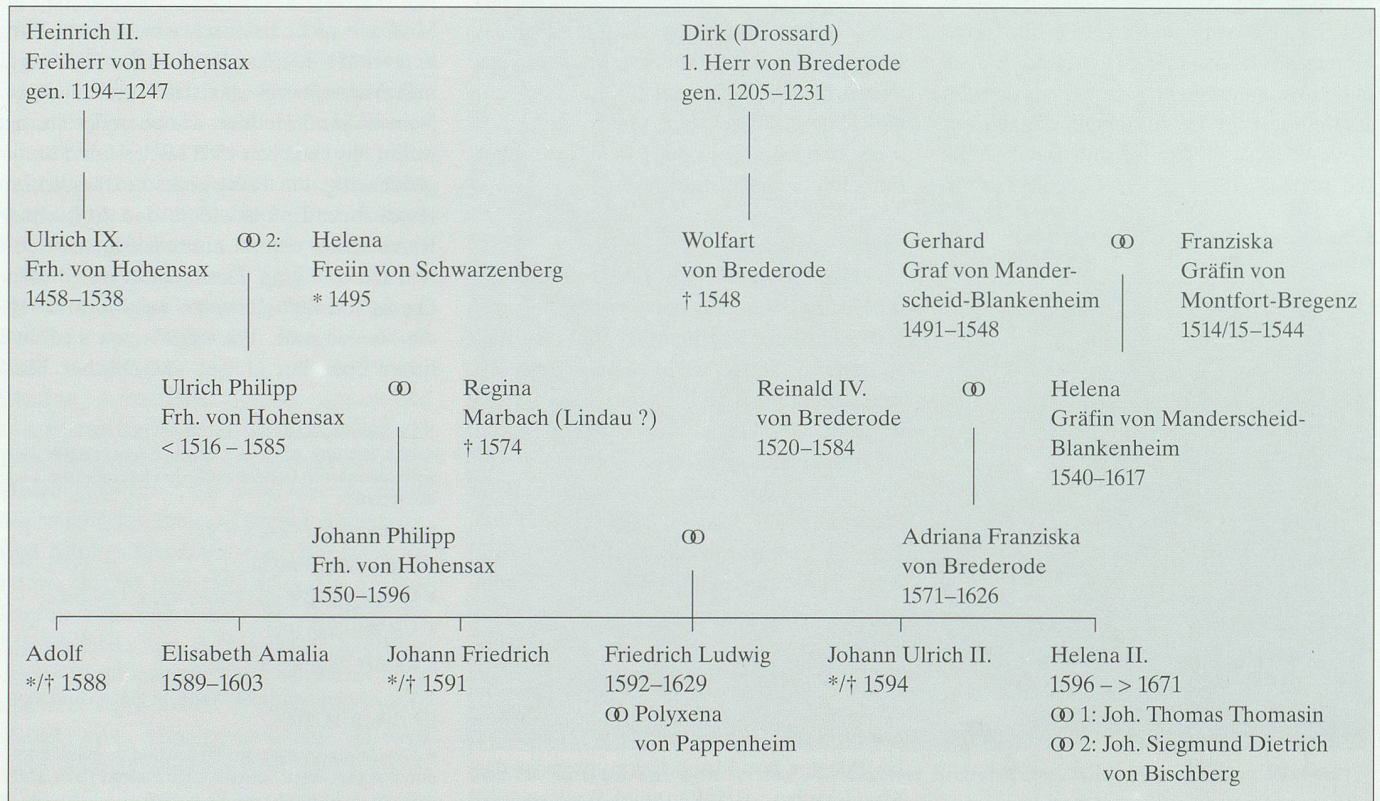 Heinrich II.
Freiherr von Hohensax
gen. 1194–1247
Dirk (Drossard)
1. Herr von Brederode
gen. 1205–1231
Ulrich IX.
Frh. von Hohensax
1458–1538
⚭ 2:
Helena
Freiin von Schwarzenberg
* 1495
Wolfart
von Brederode
† 1548
Gerhard
Graf von Mander-
scheid-Blankenheim
1491–1548
⚭
Franziska
Gräfin von
Montfort-Bregenz
1514/15–1544
Ulrich Philipp
Frh. von Hohensax
< 1516 – 1585
⚭
Regina
Marbach (Lindau ?)
† 1574
Reinald IV.
von Brederode
1520–1584
⚭
Helena
Gräfin von Manderscheid-
Blankenheim
1540–1617
Johann Philipp
Frh. von Hohensax
1550–1596
⚭
Adriana Franziska
von Brederode
1571–1626
Adolf
*/† 1588
Elisabeth Amalia
1589–1603
Johann Friedrich
*/† 1591
Friedrich Ludwig
1592–1629
⚭ Polyxena
von Pappenheim
Johann Ulrich II.
*/† 1594
Helena II.
1596 – > 1671
⚭ 1: Joh. Thomas Thomasin
⚭ 2: Joh. Siegmund Dietrich
von Bischberg